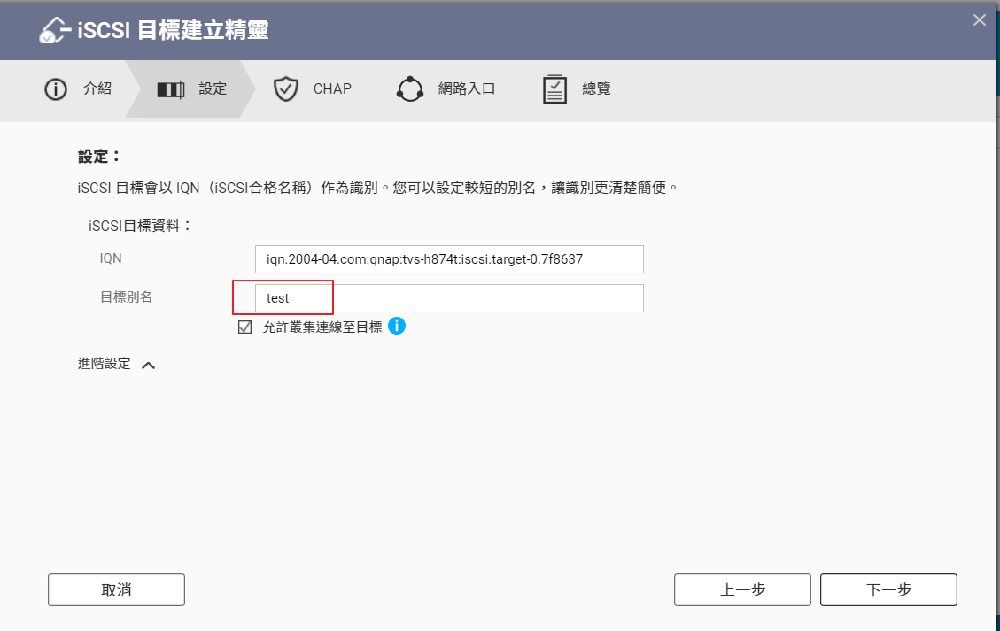 iSCSI 目標建立精靈
介紹 設定 CHAP 網路入口 總覽
設定：
iSCSI 目標會以 IQN（iSCSI合格名稱）作為識別。您可以設定較短的別名，讓識別更清楚簡便。
iSCSI目標資料：
IQN iqn.2004-04.com.qnap:tvs-h874t:iscsi.target-0.7f8637
目標別名 test
允許叢集連線至目標
進階設定
取消 上一步 下一步